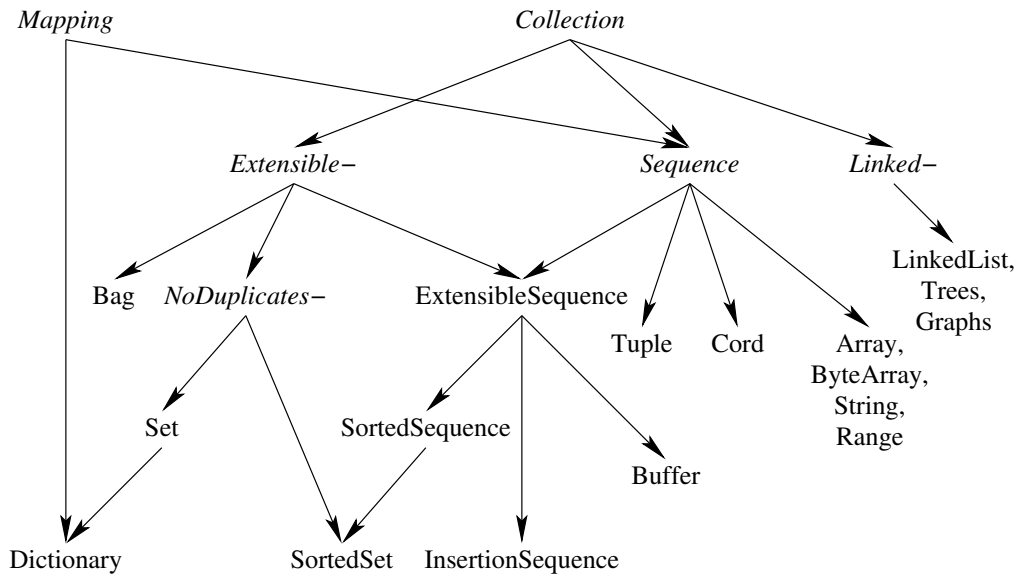 Mapping
Collection
Extensible−
Sequence
Linked−
Bag
NoDuplicates−
ExtensibleSequence
LinkedList,
Trees,
Graphs
Tuple
Cord
Array,
ByteArray,
String,
Range
Set
SortedSequence
Buffer
Dictionary
SortedSet
InsertionSequence